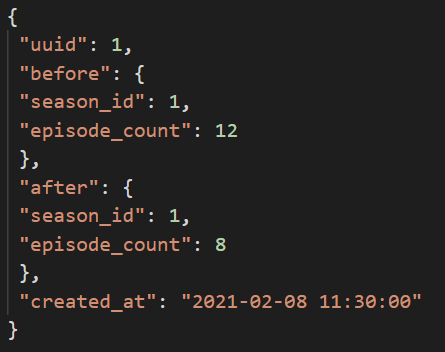 {
"uuid": 1,
"before": {
"season_id": 1,
"episode_count": 12
},
"after": {
"season_id": 1,
"episode_count": 8
},
"created_at": "2021-02-08 11:30:00"
}